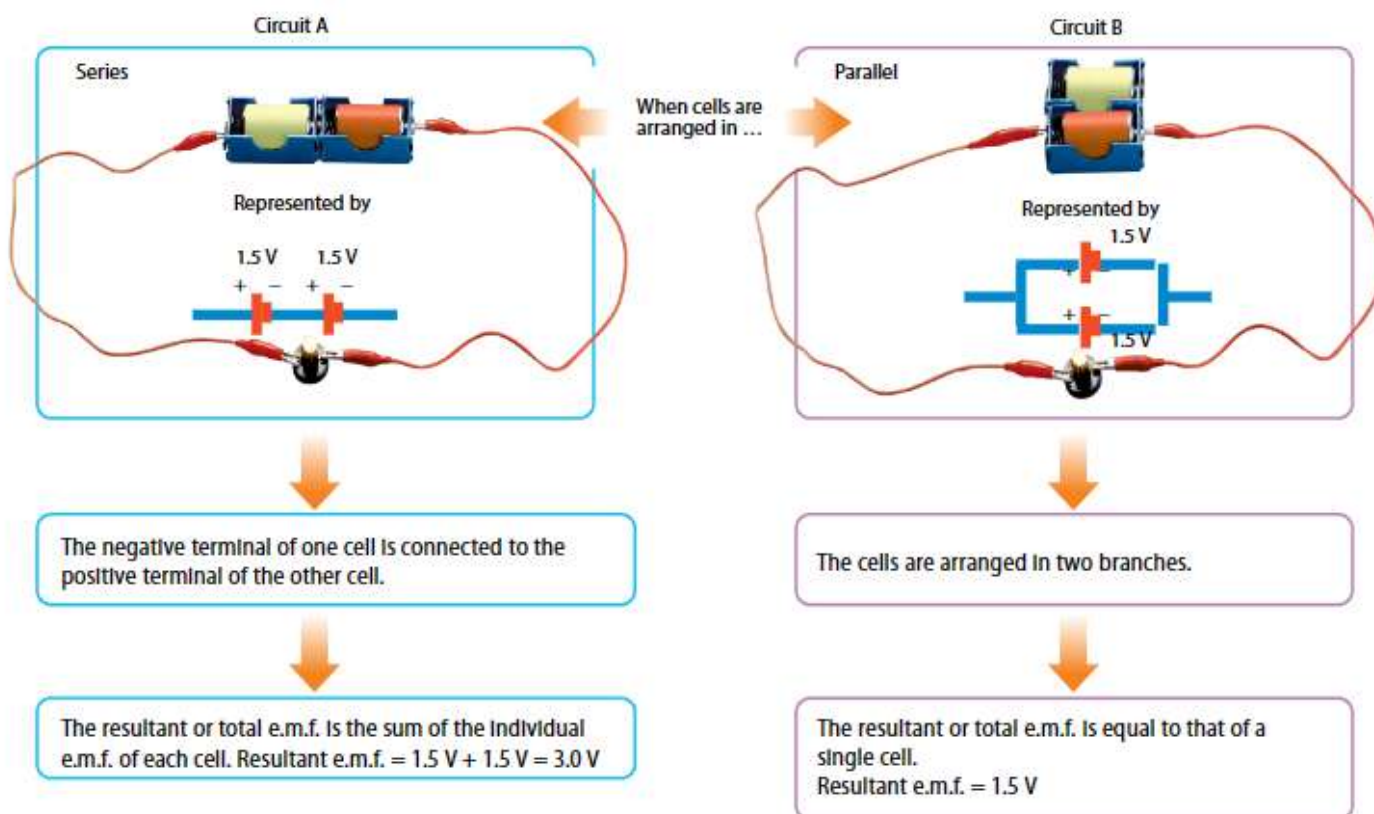 Circuit A
Series
Represented by
1.5 V 1.5 V
+ − + −
The negative terminal of one cell is connected to the
positive terminal of the other cell.
The resultant or total e.m.f. is the sum of the individual
e.m.f. of each cell. Resultant e.m.f. = 1.5 V + 1.5 V = 3.0 V
When cells are
arranged in ...
Circuit B
Parallel
Represented by
1.5 V
+ −
+ −
1.5 V
The cells are arranged in two branches.
The resultant or total e.m.f. is equal to that of a
single cell.
Resultant e.m.f. = 1.5 V